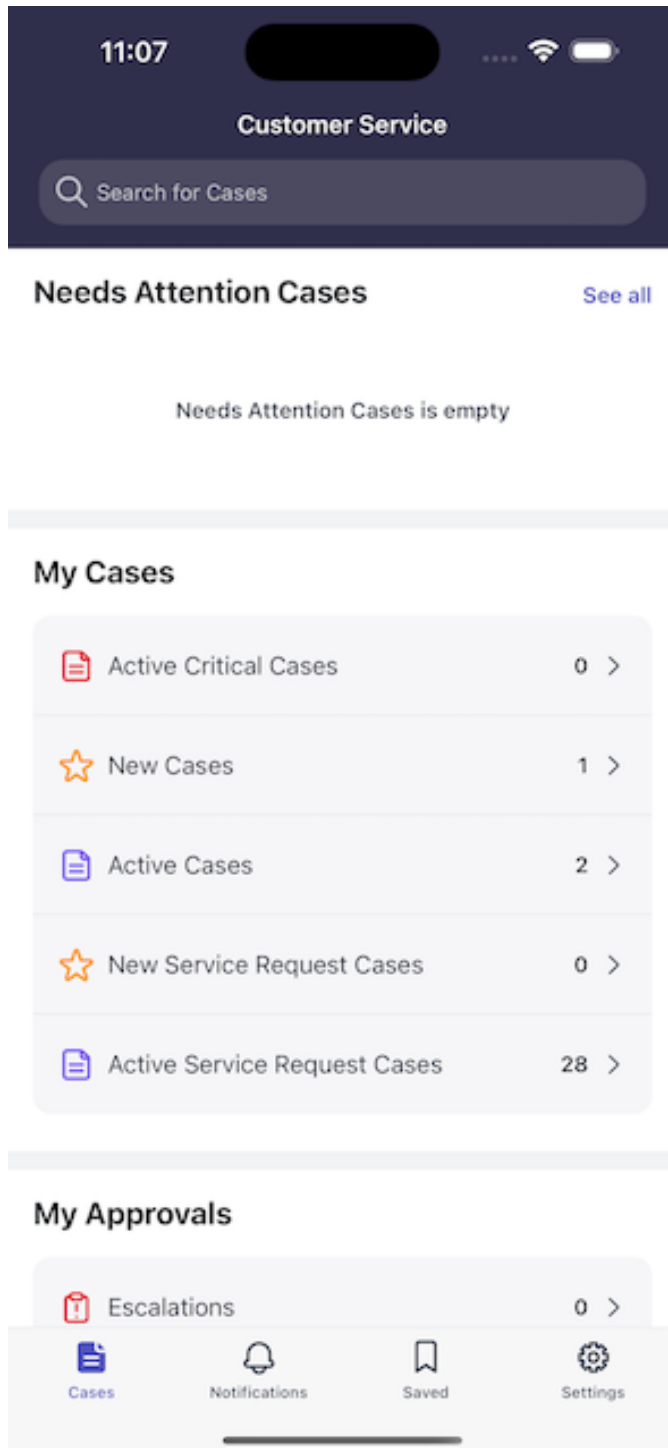 11:07
Customer Service
Search for Cases
Needs Attention Cases See all
Needs Attention Cases is empty
My Cases
Active Critical Cases 0
New Cases 1
Active Cases 2
New Service Request Cases 0
Active Service Request Cases 28
My Approvals
Escalations 0
Cases Notifications Saved Settings